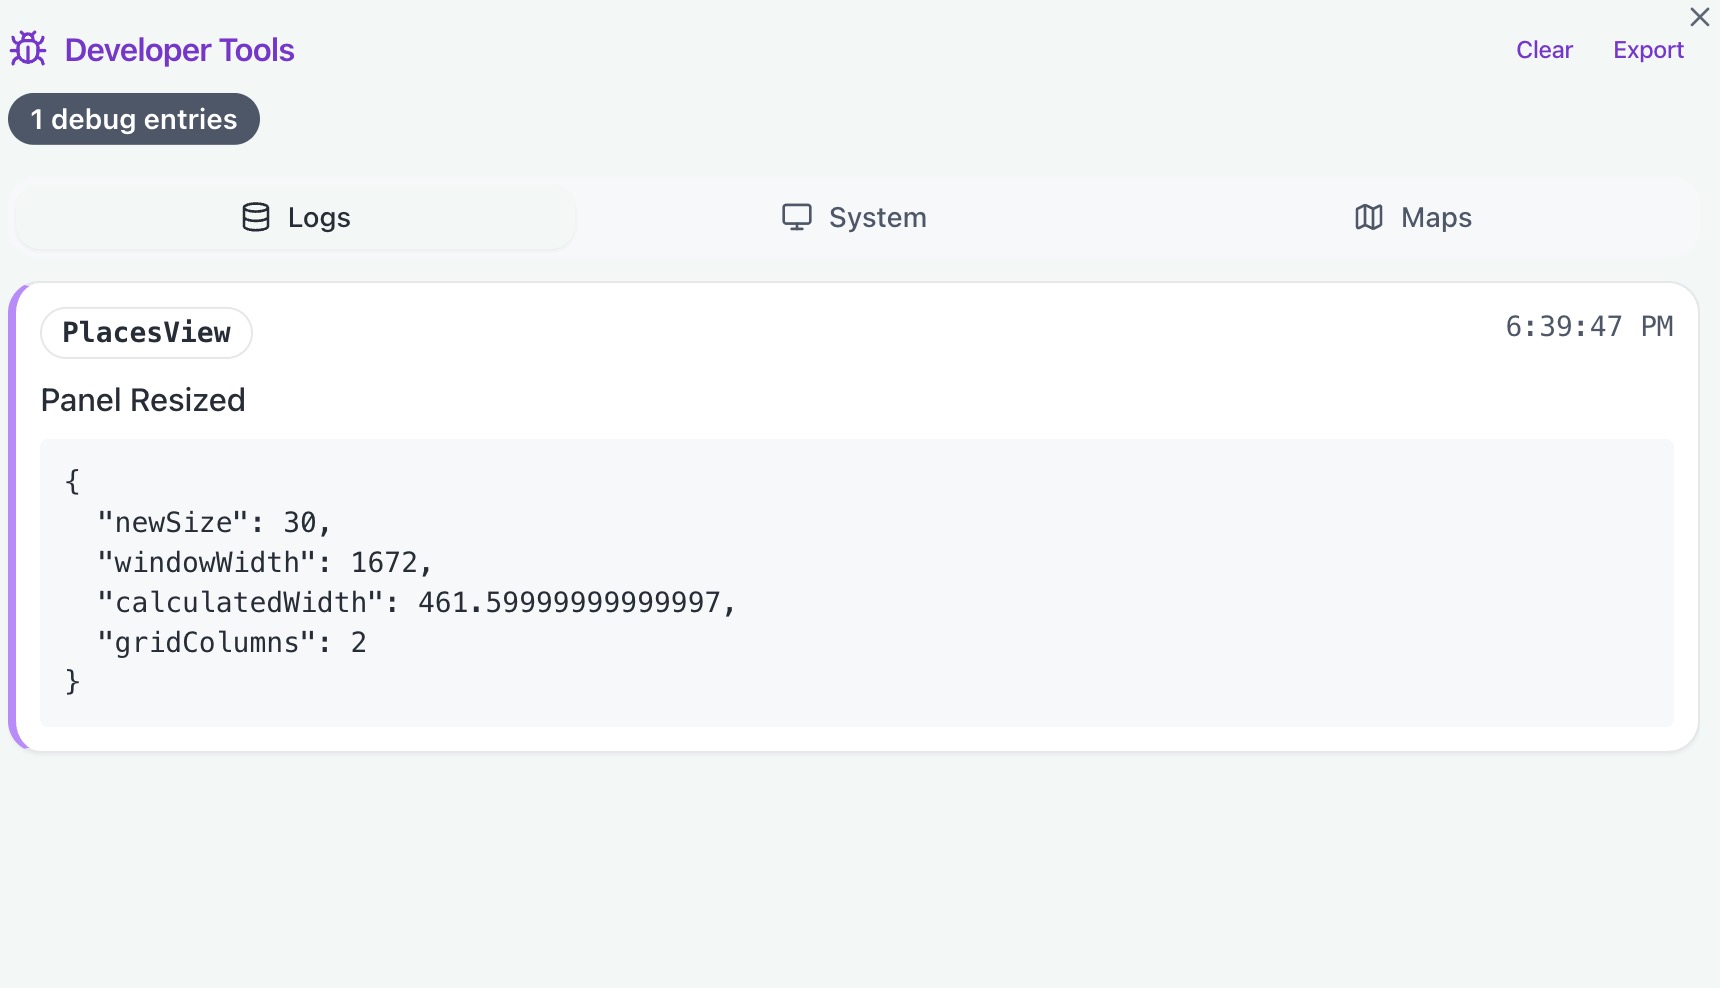 Developer Tools
Clear Export
1 debug entries
Logs System Maps
PlacesView
6:39:47 PM
Panel Resized
{
  "newSize": 30,
  "windowWidth": 1672,
  "calculatedWidth": 461.59999999999997,
  "gridColumns": 2
}